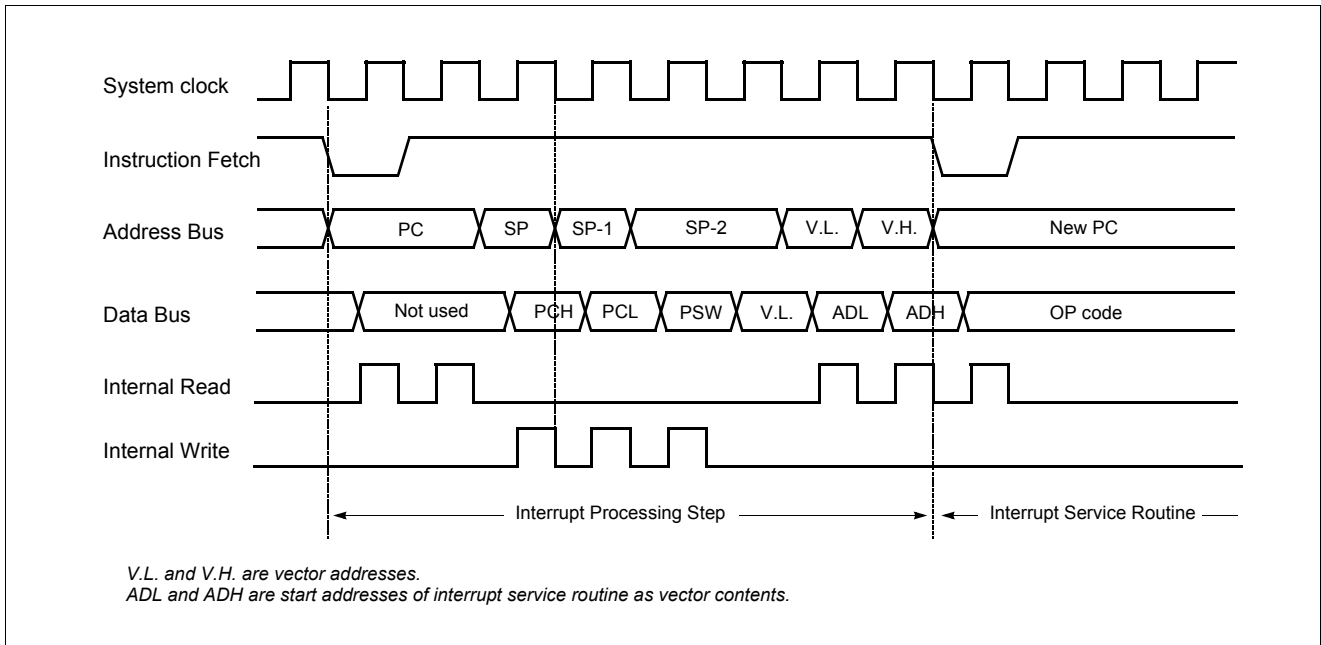 System clock
Instruction Fetch
Address Bus PC SP SP-1 SP-2 V.L. V.H. New PC
Data Bus Not used PCH PCL PSW V.L. ADL ADH OP code
Internal Read
Internal Write
Interrupt Processing Step Interrupt Service Routine
V.L. and V.H. are vector addresses.
ADL and ADH are start addresses of interrupt service routine as vector contents.